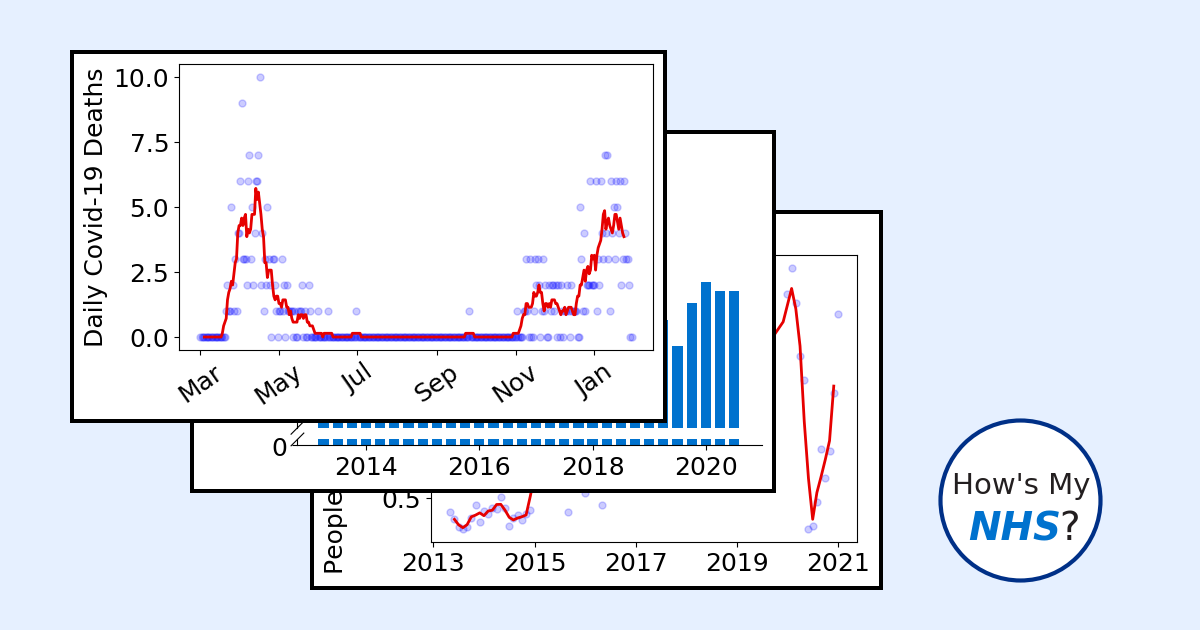 Daily Covid-19 Deaths
10.0
7.5
5.0
2.5
0.0
Mar May Jul Sep Nov Jan
0
2014 2016 2018 2020
People
0.5
2013 2015 2017 2019 2021
How's My
NHS?